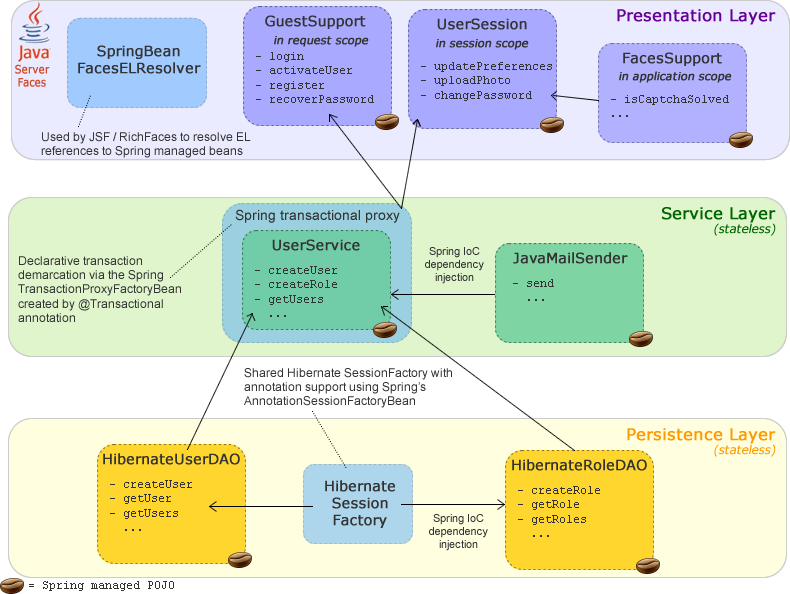 Presentation Layer
Java
Server
Faces
SpringBean
FacesELResolver
Used by JSF / RichFaces to resolve EL
references to Spring managed beans
GuestSupport
in request scope
- login
- activateUser
- register
- recoverPassword
UserSession
in session scope
- updatePreferences
- uploadPhoto
- changePassword
FacesSupport
in application scope
- isCaptchaSolved
...
Service Layer
(stateless)
Spring transactional proxy
UserService
- createUser
- createRole
- getUsers
...
Declarative transaction
demarcation via the Spring
TransactionProxyFactoryBean
created by @Transactional
annotation
Spring IoC
dependency
injection
JavaMailSender
- send
...
Shared Hibernate SessionFactory with
annotation support using Spring's
AnnotationSessionFactoryBean
Persistence Layer
(stateless)
HibernateUserDAO
- createUser
- getUser
- getUsers
...
Hibernate
Session
Factory
Spring IoC
dependency
injection
HibernateRoleDAO
- createRole
- getRole
- getRoles
...
= Spring managed POJO